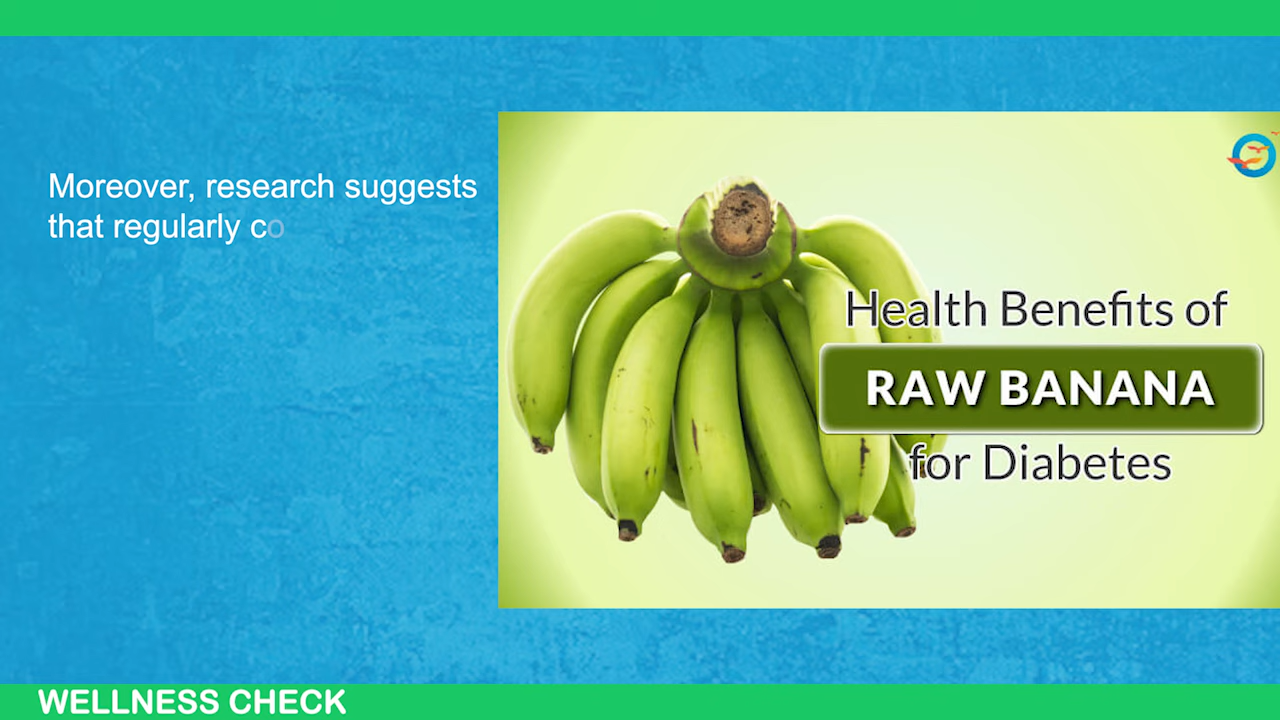 Moreover, research suggests
that regularly co
Health Benefits of
RAW BANANA
for Diabetes
WELLNESS CHECK